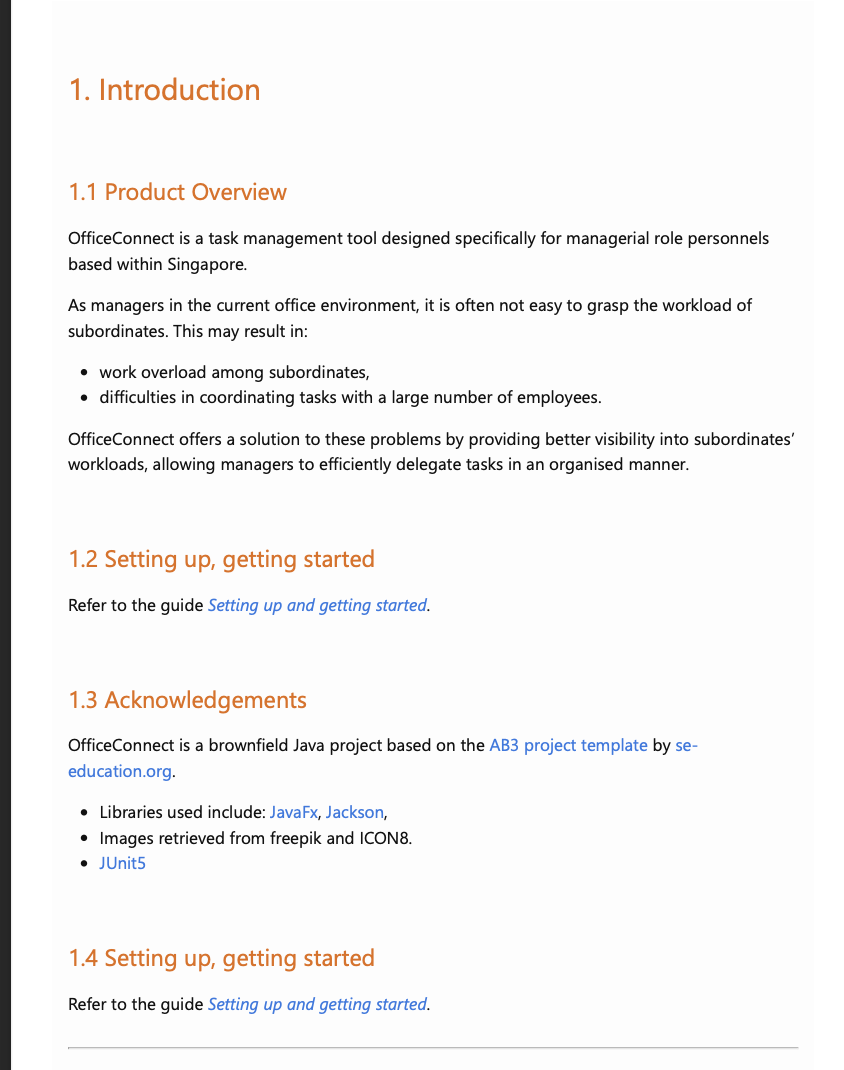 1. Introduction
1.1 Product Overview
OfficeConnect is a task management tool designed specifically for managerial role personnels
based within Singapore.
As managers in the current office environment, it is often not easy to grasp the workload of
subordinates. This may result in:
• work overload among subordinates,
• difficulties in coordinating tasks with a large number of employees.
OfficeConnect offers a solution to these problems by providing better visibility into subordinates’
workloads, allowing managers to efficiently delegate tasks in an organised manner.
1.2 Setting up, getting started
Refer to the guide Setting up and getting started.
1.3 Acknowledgements
OfficeConnect is a brownfield Java project based on the AB3 project template by se-
education.org.
• Libraries used include: JavaFx, Jackson,
• Images retrieved from freepik and ICON8.
• JUnit5
1.4 Setting up, getting started
Refer to the guide Setting up and getting started.